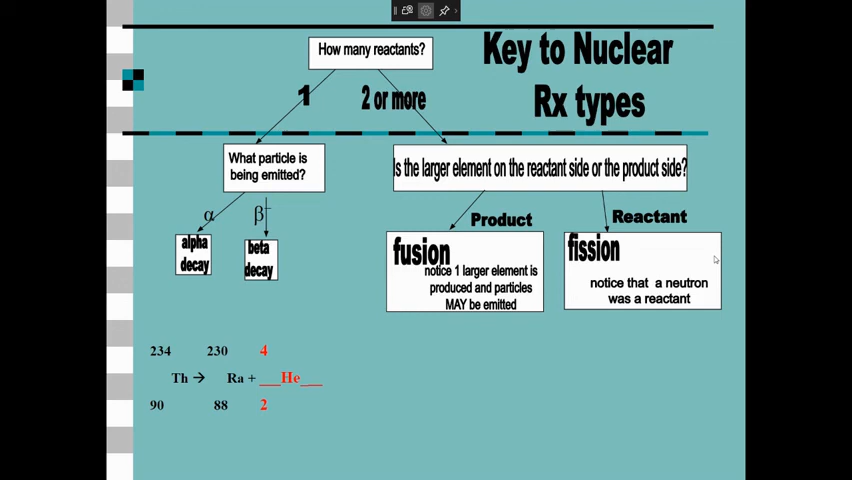 How many reactants?
Key to Nuclear
Rx types
1
2 or more
What particle is
being emitted?
Is the larger element on the reactant side or the product side?
α
β⁻
Product
Reactant
alpha
decay
beta
decay
fusion
notice 1 larger element is
produced and particles
MAY be emitted
fission
notice that a neutron
was a reactant
234 230 4
Th → Ra + ___He___
90 88 2